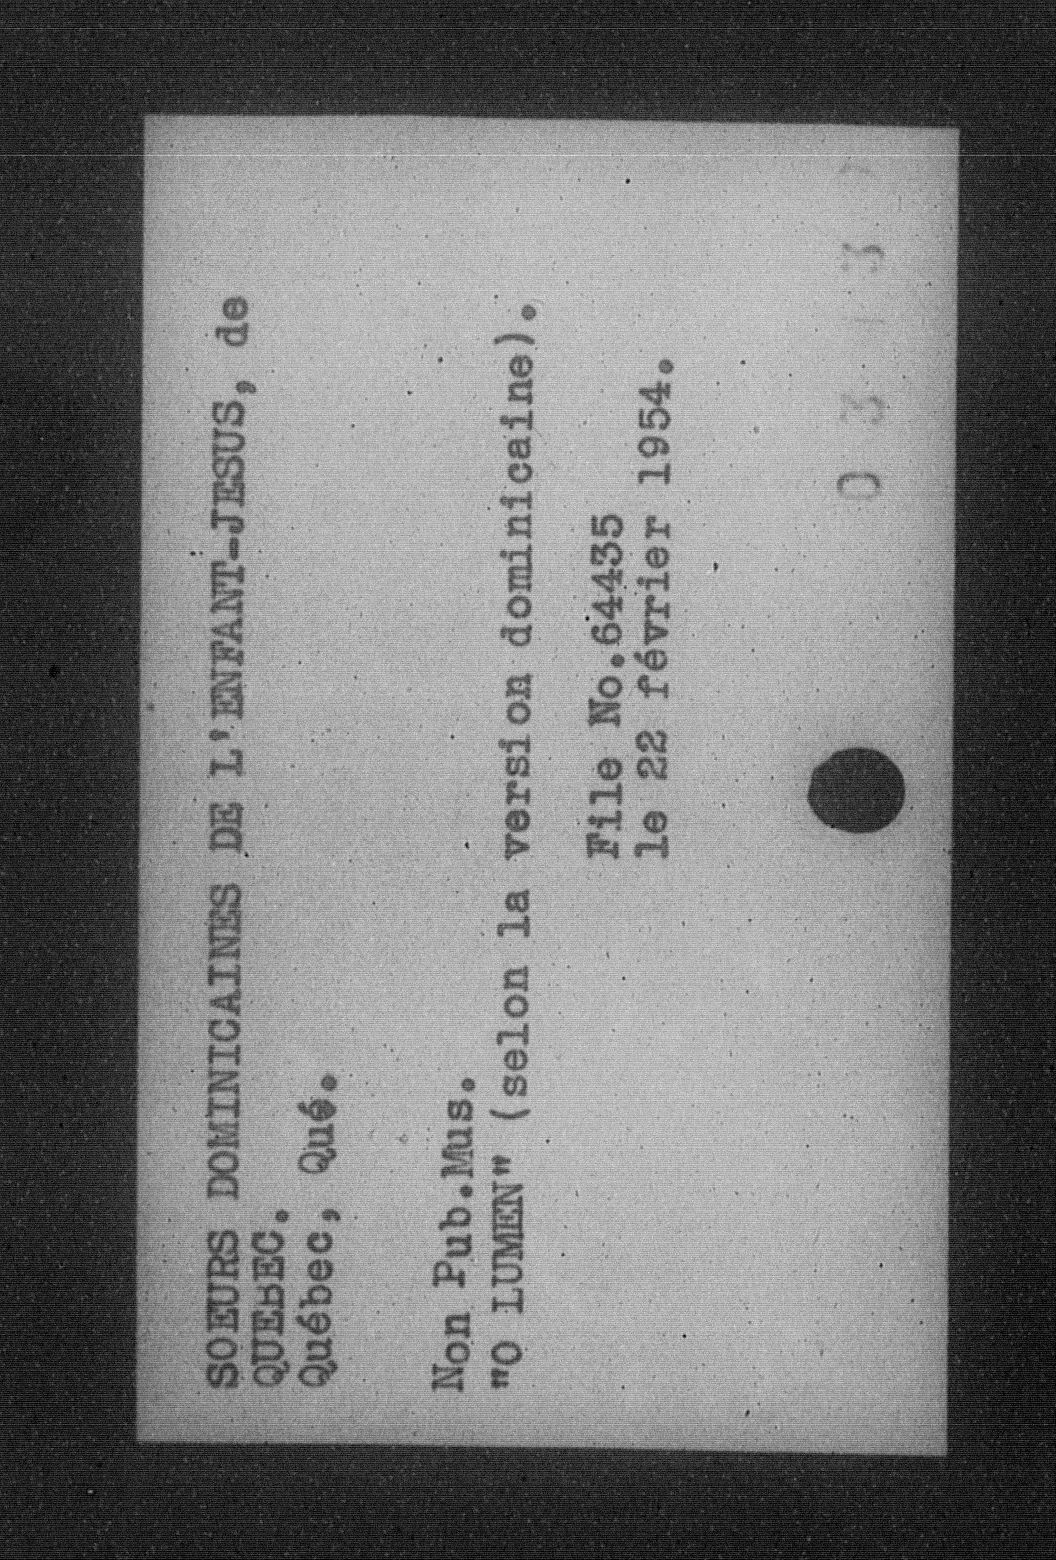 SOEURS DOMINICAINES DE L'ENFANT-JESUS, de
QUEBEC.
Québec, Qué.
Non Pub.Mus.
"O LUMEN" (selon la version dominicaine).
File No.64435
le 22 février 1954.